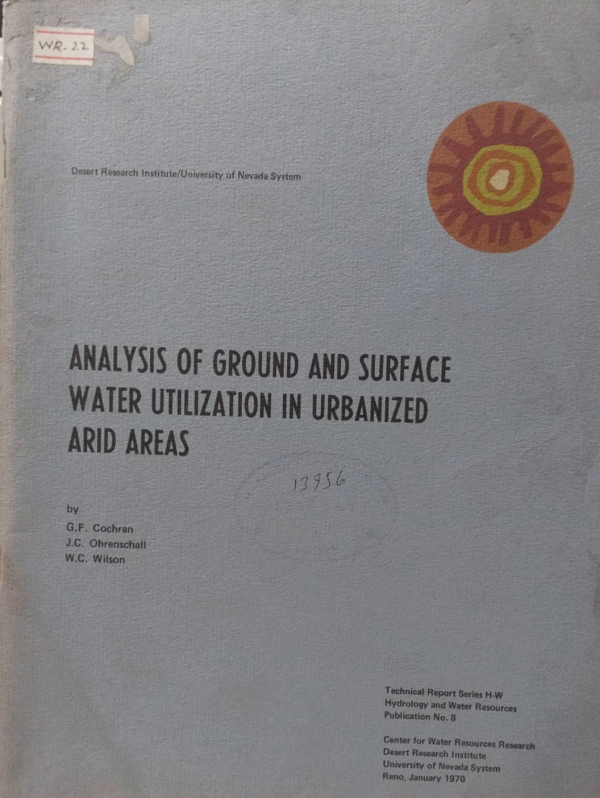 WR-22
Desert Research Institute/University of Nevada System
ANALYSIS OF GROUND AND SURFACE
WATER UTILIZATION IN URBANIZED
ARID AREAS
13956
by
G.F. Cochran
J.C. Ohrenschall
W.C. Wilson
Technical Report Series H-W
Hydrology and Water Resources
Publication No. 8
Center for Water Resources Research
Desert Research Institute
University of Nevada System
Reno, January 1970